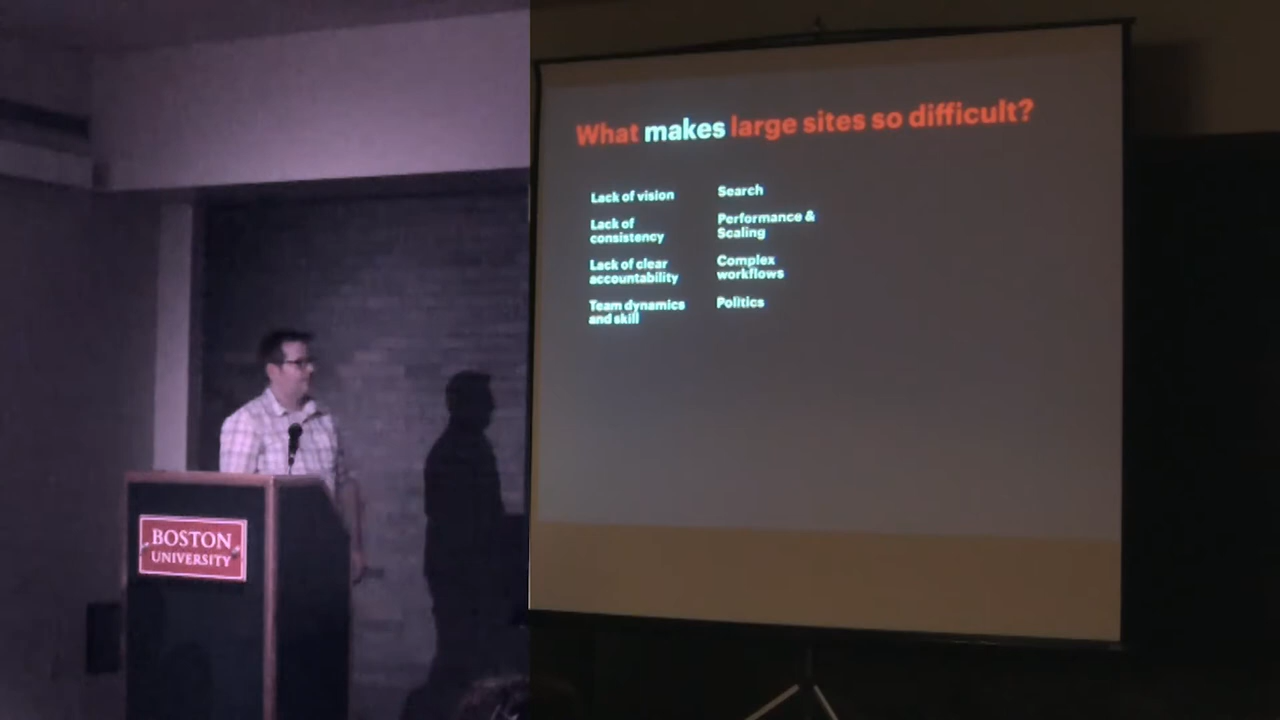 What makes large sites so difficult?
Lack of vision
Lack of
consistency
Lack of clear
accountability
Team dynamics
and skill
Search
Performance &
Scaling
Complex
workflows
Politics
BOSTON
UNIVERSITY